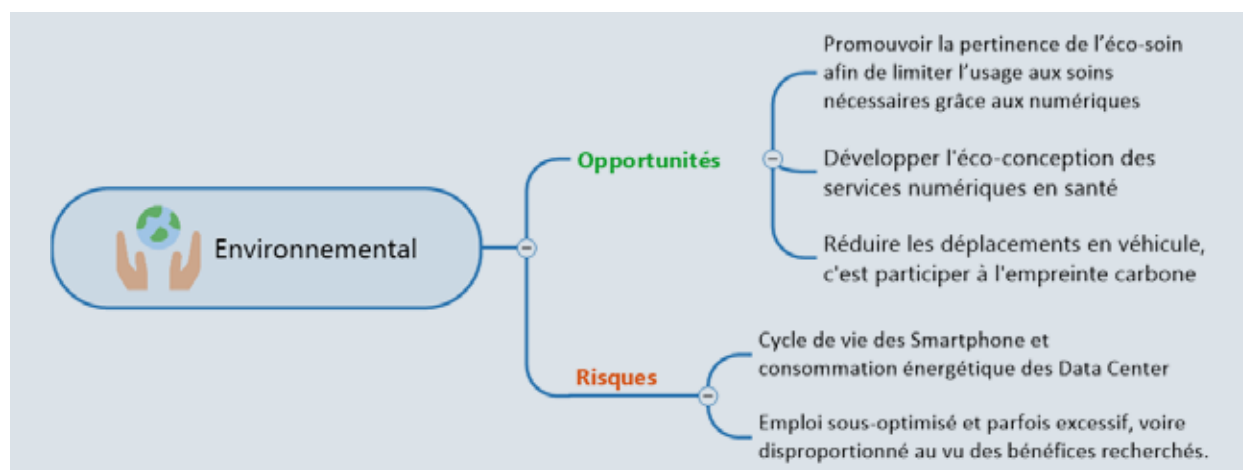 Environnemental
Opportunités
Promouvoir la pertinence de l'éco-soin
afin de limiter l'usage aux soins
nécessaires grâce aux numériques
Développer l'éco-conception des
services numériques en santé
Réduire les déplacements en véhicule,
c'est participer à l'empreinte carbone
Risques
Cycle de vie des Smartphone et
consommation énergétique des Data Center
Emploi sous-optimisé et parfois excessif, voire
disproportionné au vu des bénéfices recherchés.